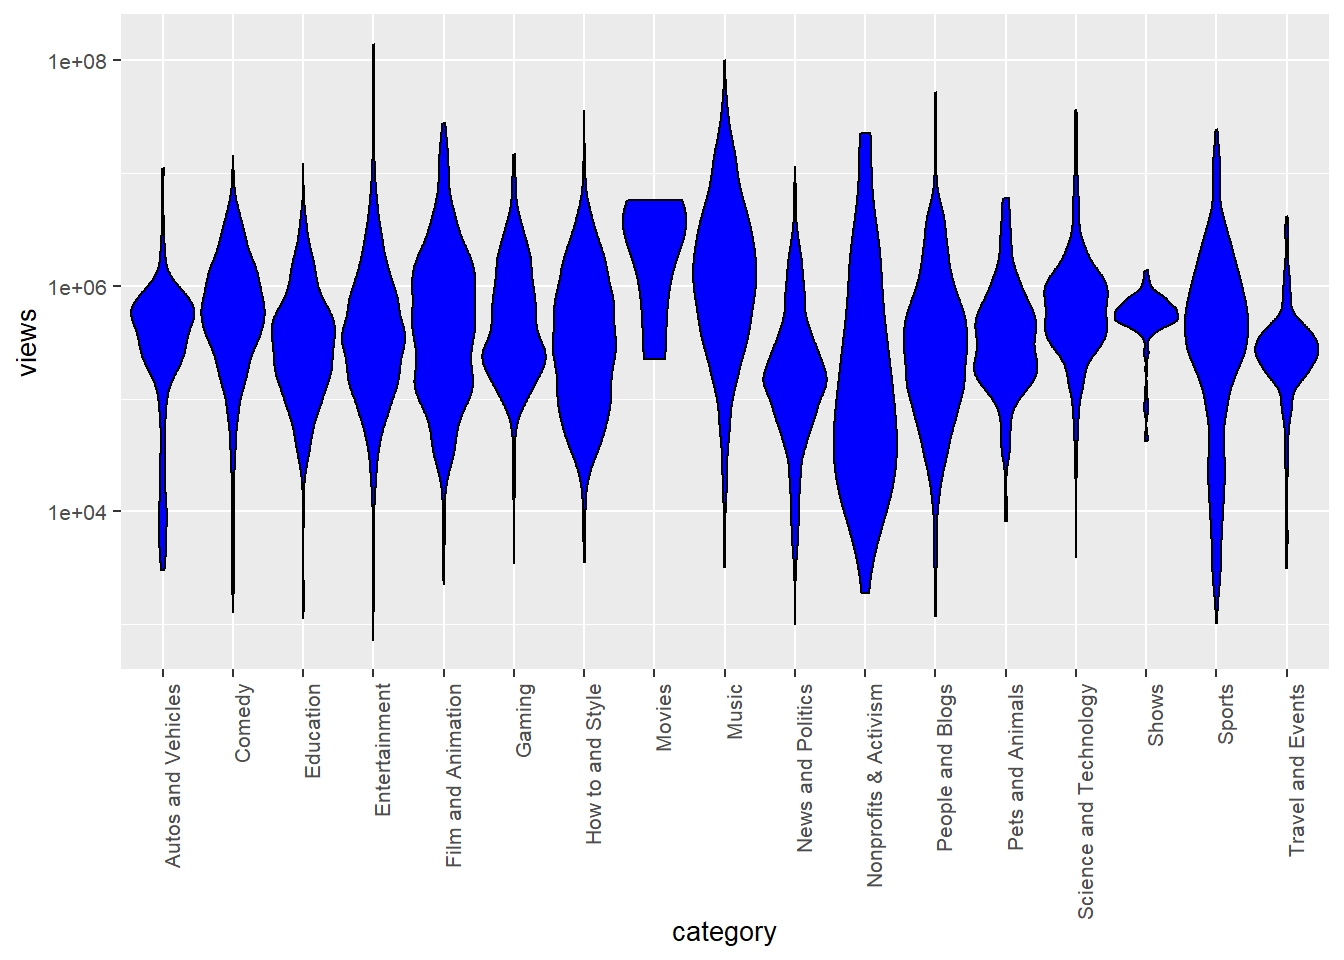 1e+08
1e+06
1e+04
views
Autos and Vehicles
Comedy
Education
Entertainment
Film and Animation
Gaming
How to and Style
Movies
Music
News and Politics
Nonprofits & Activism
People and Blogs
Pets and Animals
Science and Technology
Shows
Sports
Travel and Events
category